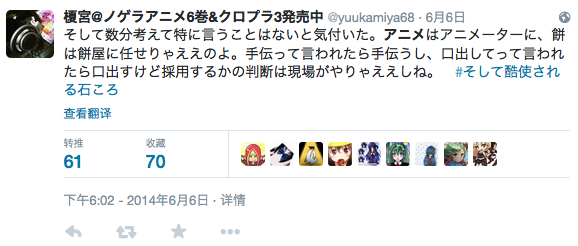 榎宮@ノゲラアニメ6巻&クロプラ3発売中 @yuukamiya68 · 6月6日
そして数分考えて特に言うことはないと気付いた。アニメはアニメーターに、餅
は餅屋に任せりゃええのよ。手伝って言われたら手伝うし、口出してって言われ
たら口出すけど採用するかの判断は現場がやりゃええしね。 #そして酷使され
る石ころ
查看翻译
转推 收藏
61 70
下午6:02 - 2014年6月6日 · 详情